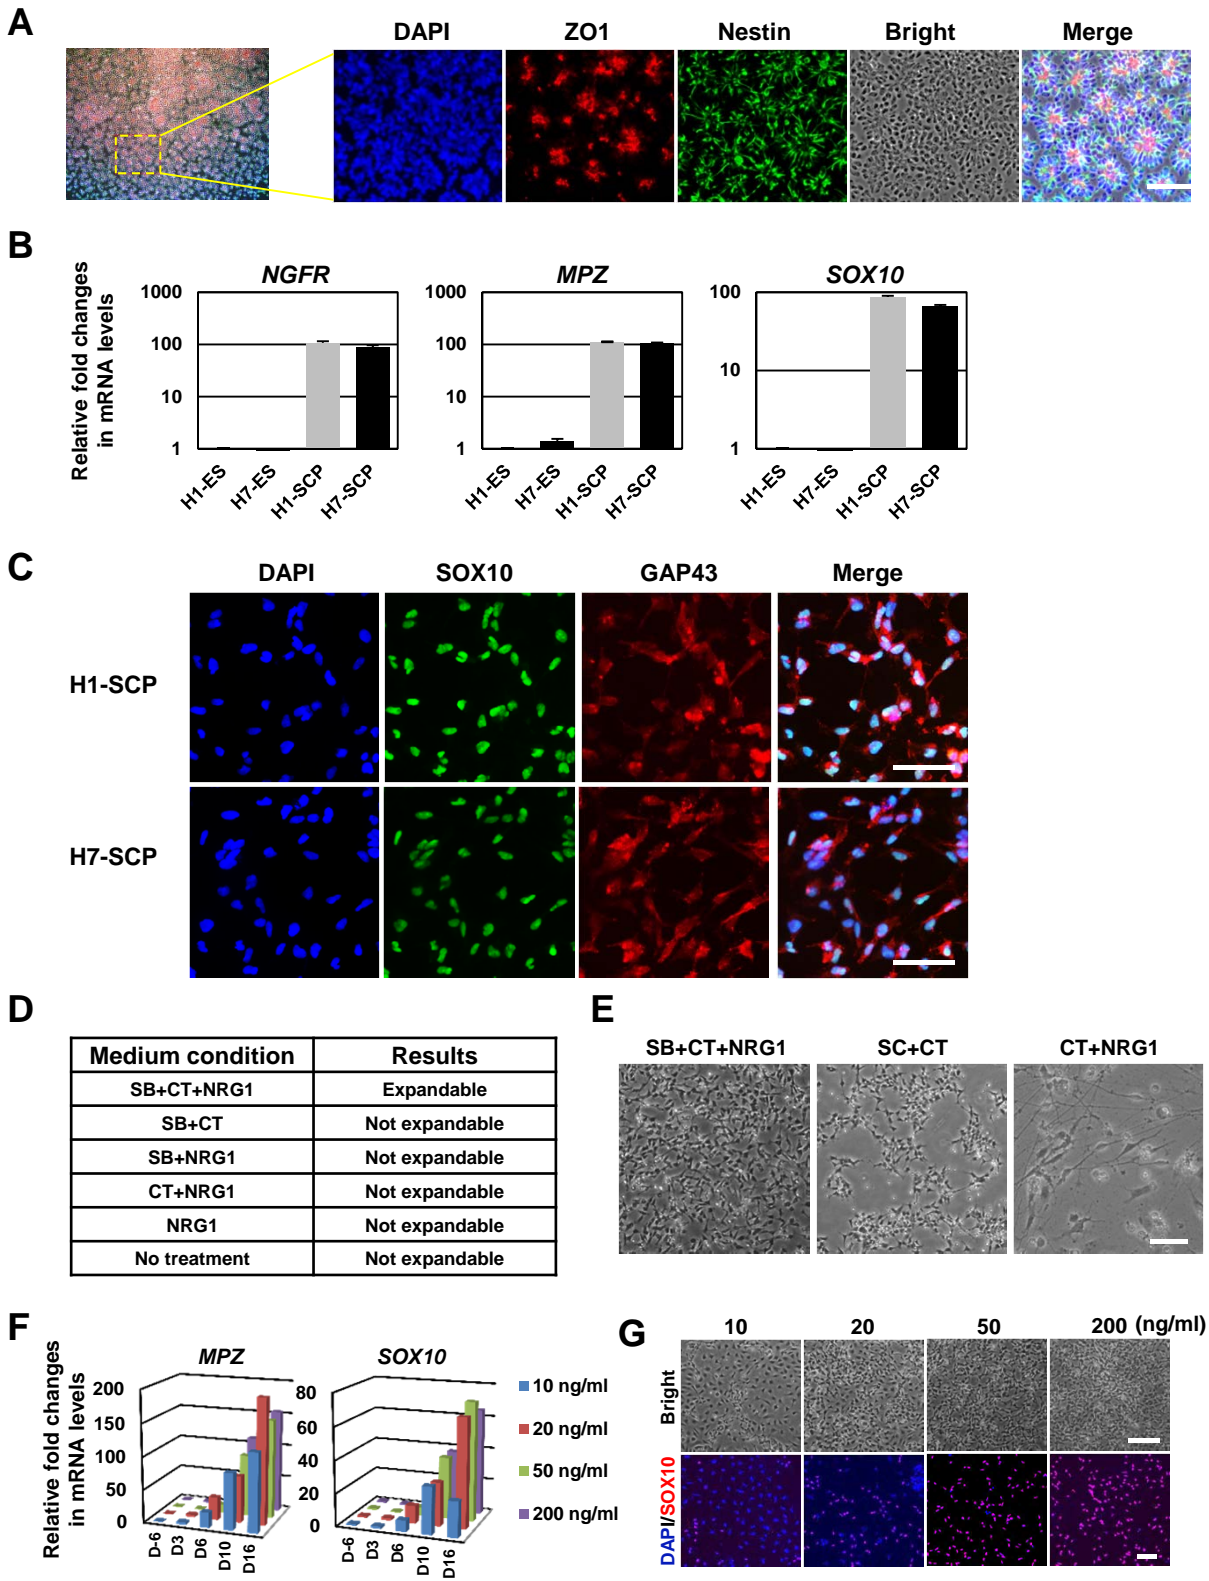 A
DAPI ZO1 Nestin Bright Merge
B
Relative fold changes
in mRNA levels
NGFR MPZ SOX10
1000 1000 100
100 100
10 10 10
1 1 1
H1-ES H7-ES H1-SCP H7-SCP H1-ES H7-ES H1-SCP H7-SCP H1-ES H7-ES H1-SCP H7-SCP
C
DAPI SOX10 GAP43 Merge
H1-SCP
H7-SCP
D
Medium condition Results
SB+CT+NRG1 Expandable
SB+CT Not expandable
SB+NRG1 Not expandable
CT+NRG1 Not expandable
NRG1 Not expandable
No treatment Not expandable
E
SB+CT+NRG1 SC+CT CT+NRG1
F
Relative fold changes
in mRNA levels
MPZ SOX10
200 80
150 60
100 40
50 20
0 0
D-6 D3 D6 D10 D16 D-6 D3 D6 D10 D16
10 ng/ml
20 ng/ml
50 ng/ml
200 ng/ml
G
10 20 50 200 (ng/ml)
Bright
DAPI/SOX10